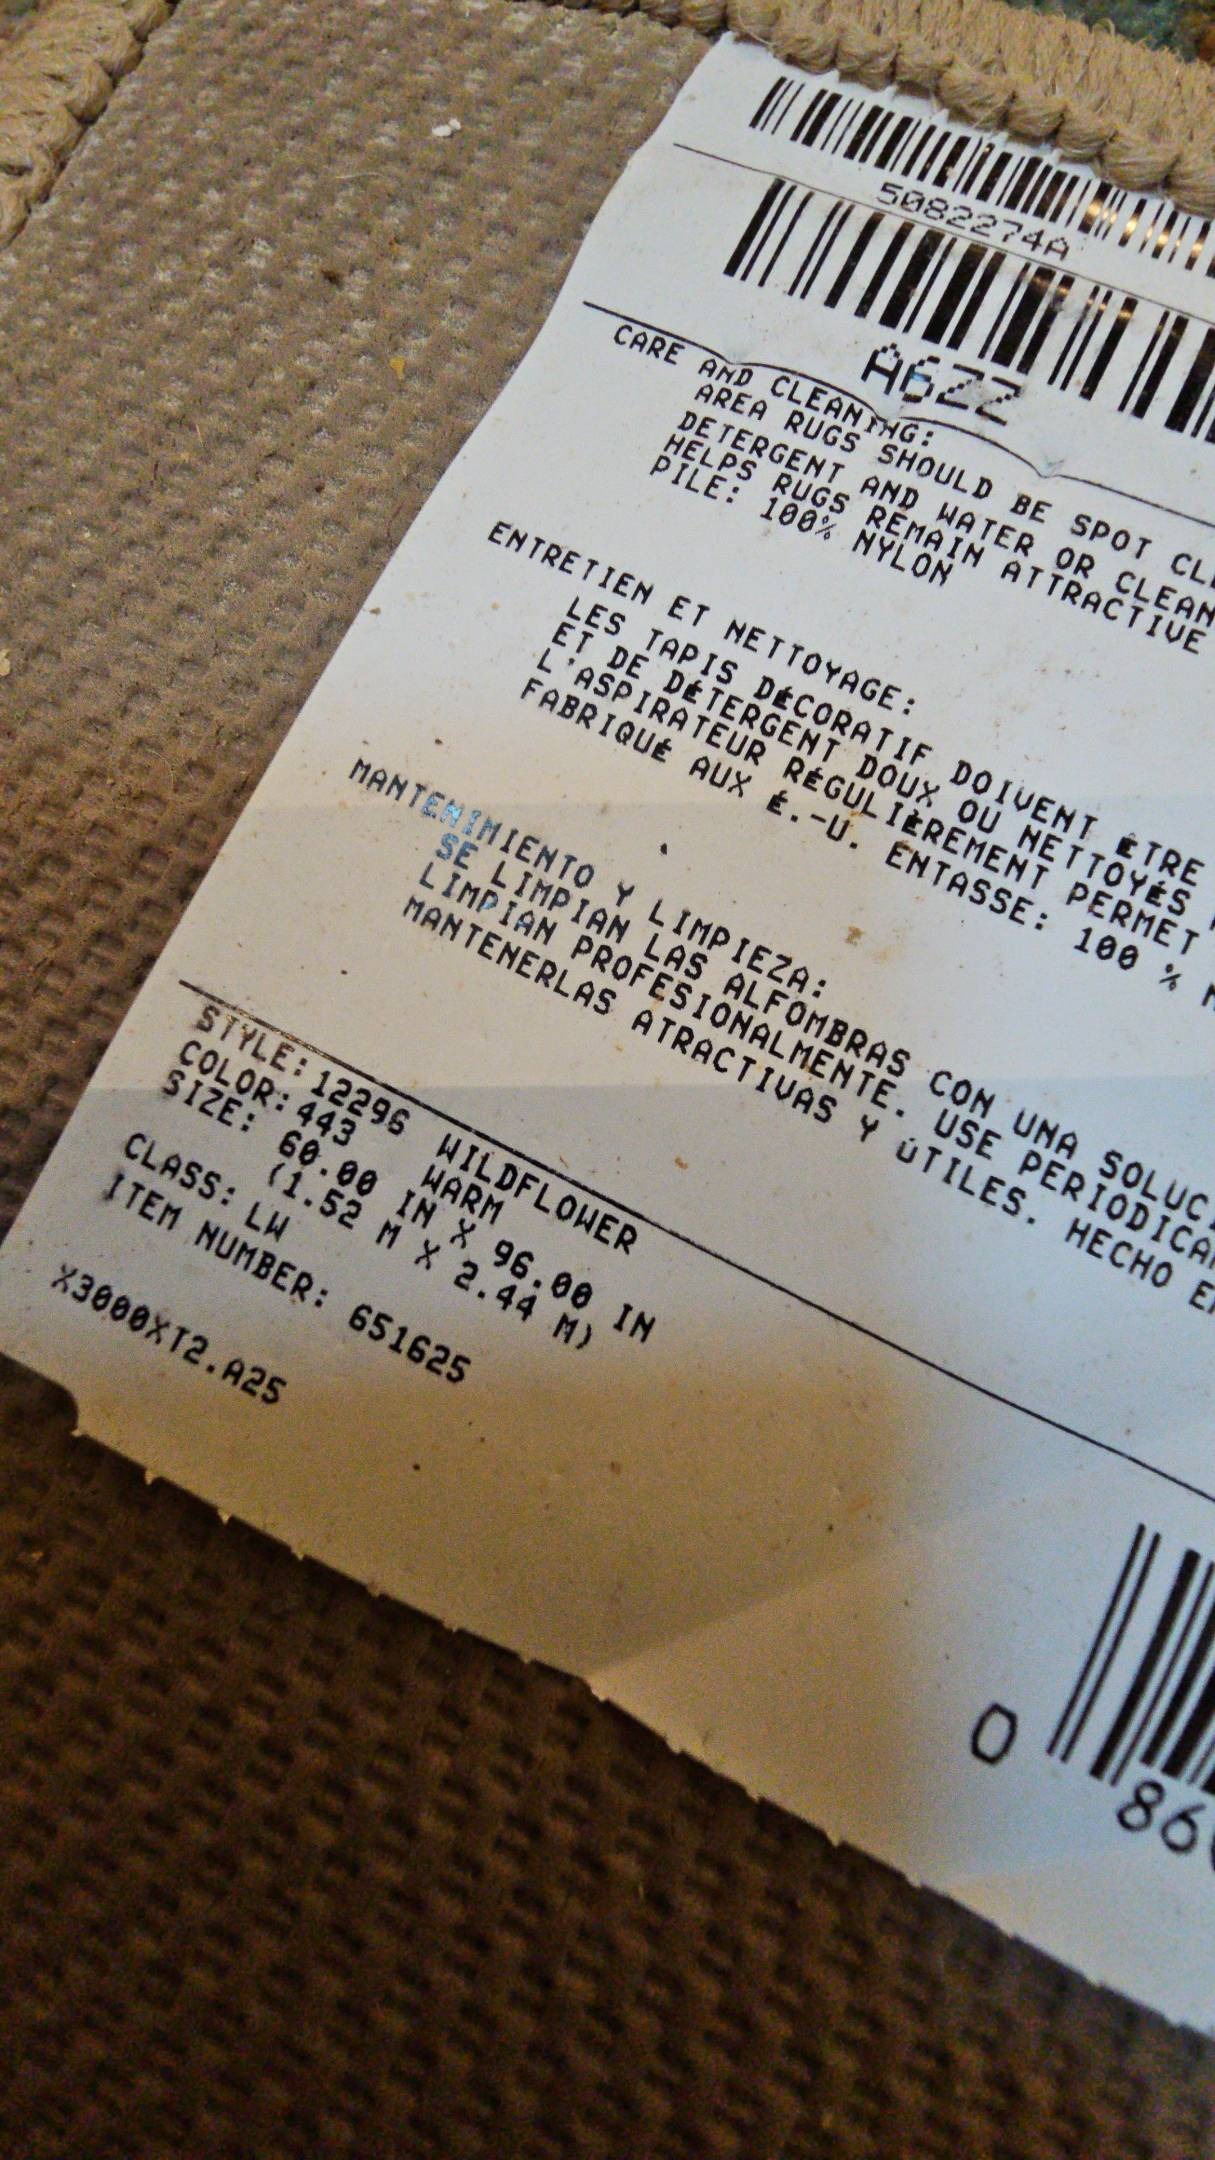 5082274A
A6ZZ
CARE AND CLEANING:
AREA RUGS SHOULD BE SPOT
DETERGENT AND WATER OR
HELPS RUGS REMAIN ATTRACTIVE
PILE: 100% NYLON
ENTRETIEN ET NETTOYAGE:
LES TAPIS DÉCORATIF DOIVENT ÊTRE
ET DE DÉTERGENT DOUX OU NETTOYÉS
L'ASPIRATEUR RÉGULIÈREMENT PERMET
FABRIQUÉ AUX É.-U. ENTASSE: 100 %
MANTENIMIENTO Y LIMPIEZA:
SE LIMPIAN LAS ALFOMBRAS CON UNA
LIMPIAN PROFESIONALMENTE. USE
MANTENERLAS ATRACTIVAS Y ÚTILES. HECHO
STYLE: 12296 WILDFLOWER
COLOR: 443 WARM
SIZE: 60.00 IN X 96.00 IN
(1.52 M X 2.44 M)
CLASS: LW
ITEM NUMBER: 651625
X3000XT2.A25
0 86